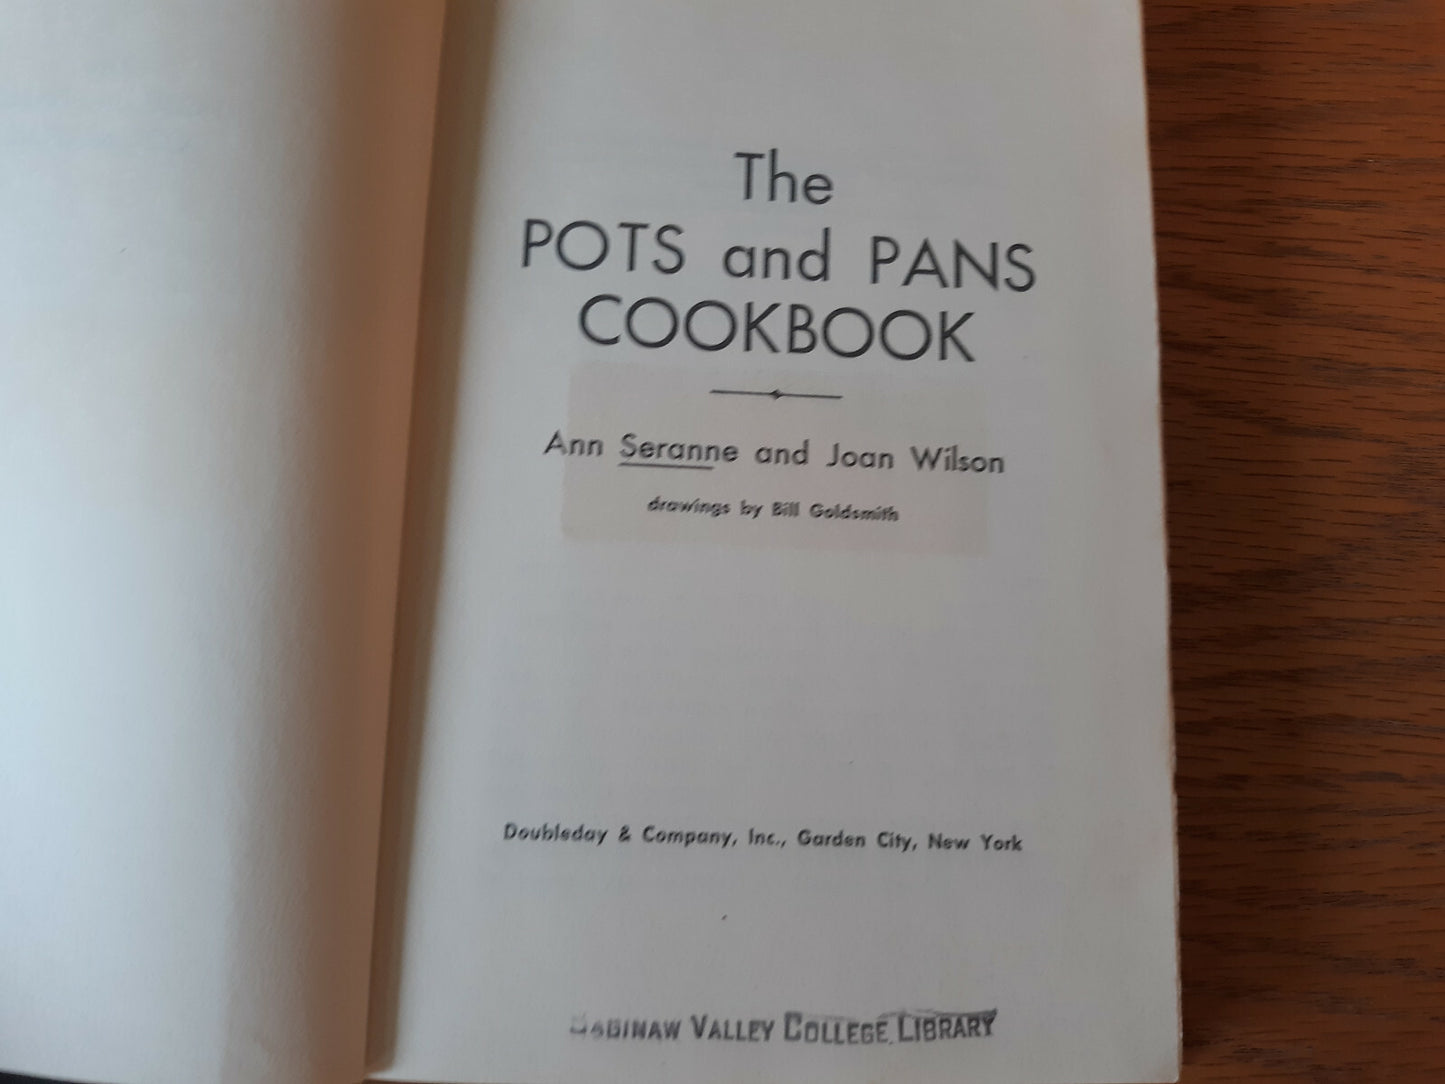 The
POTS and PANS
COOKBOOK
Ann Seranne and Joan Wilson
drawings by Bill Goldsmith
Doubleday & Company, Inc., Garden City, New York
SAGINAW VALLEY COLLEGE LIBRARY